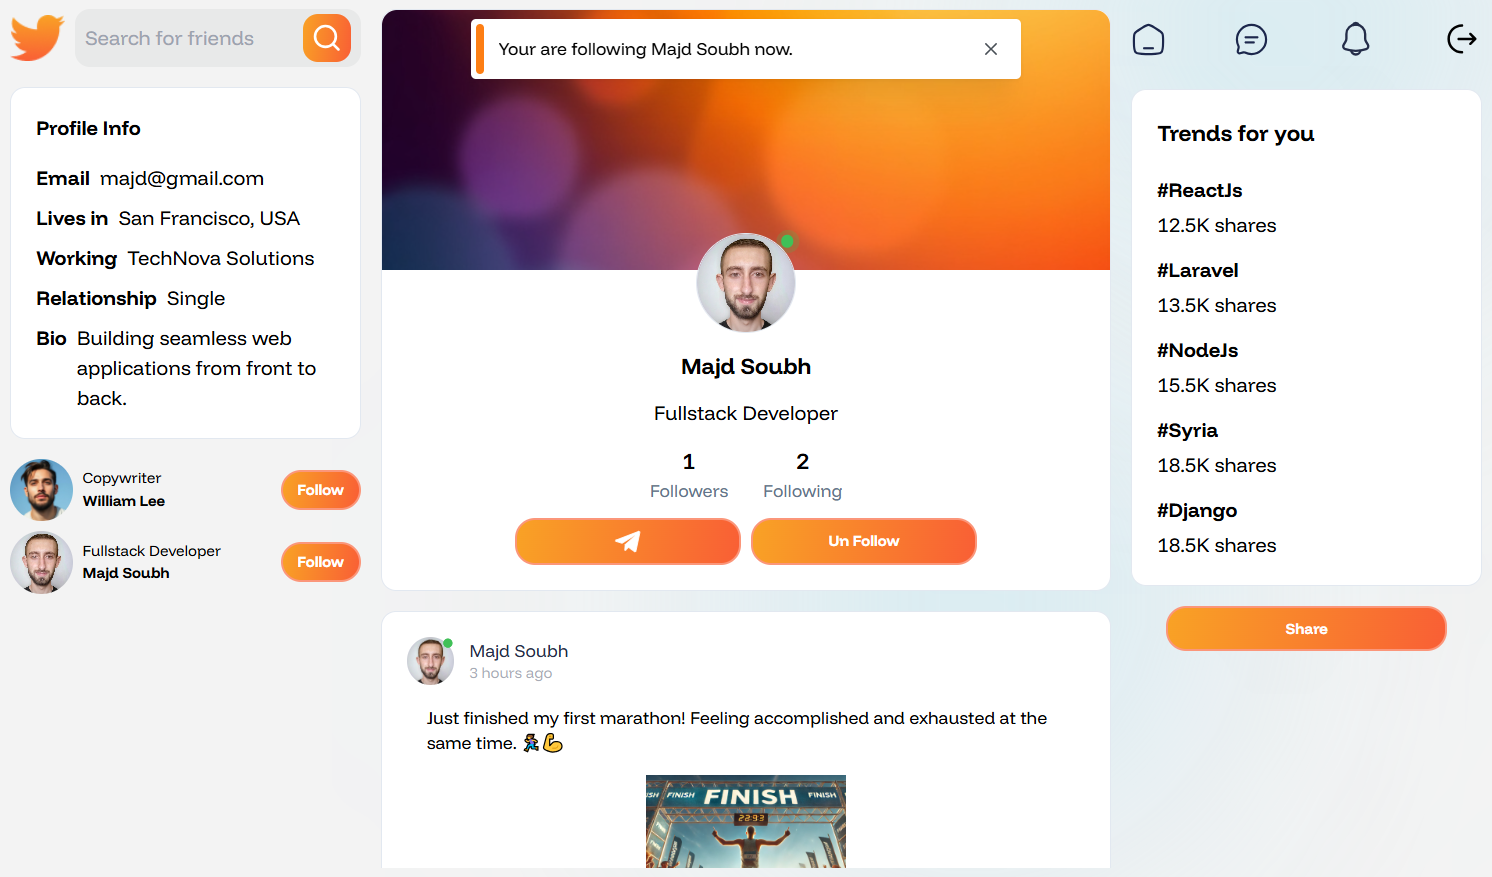 Search for friends
Profile Info
Email majd@gmail.com
Lives in San Francisco, USA
Working TechNova Solutions
Relationship Single
Bio Building seamless web
applications from front to
back.
Copywriter
William Lee
Follow
Fullstack Developer
Majd Soubh
Follow
Your are following Majd Soubh now.
Majd Soubh
Fullstack Developer
1 2
Followers Following
Un Follow
Majd Soubh
3 hours ago
Just finished my first marathon! Feeling accomplished and exhausted at the
same time. 🏃💪
FINISH FINISH FINISH
Trends for you
#ReactJs
12.5K shares
#Laravel
13.5K shares
#NodeJs
15.5K shares
#Syria
18.5K shares
#Django
18.5K shares
Share